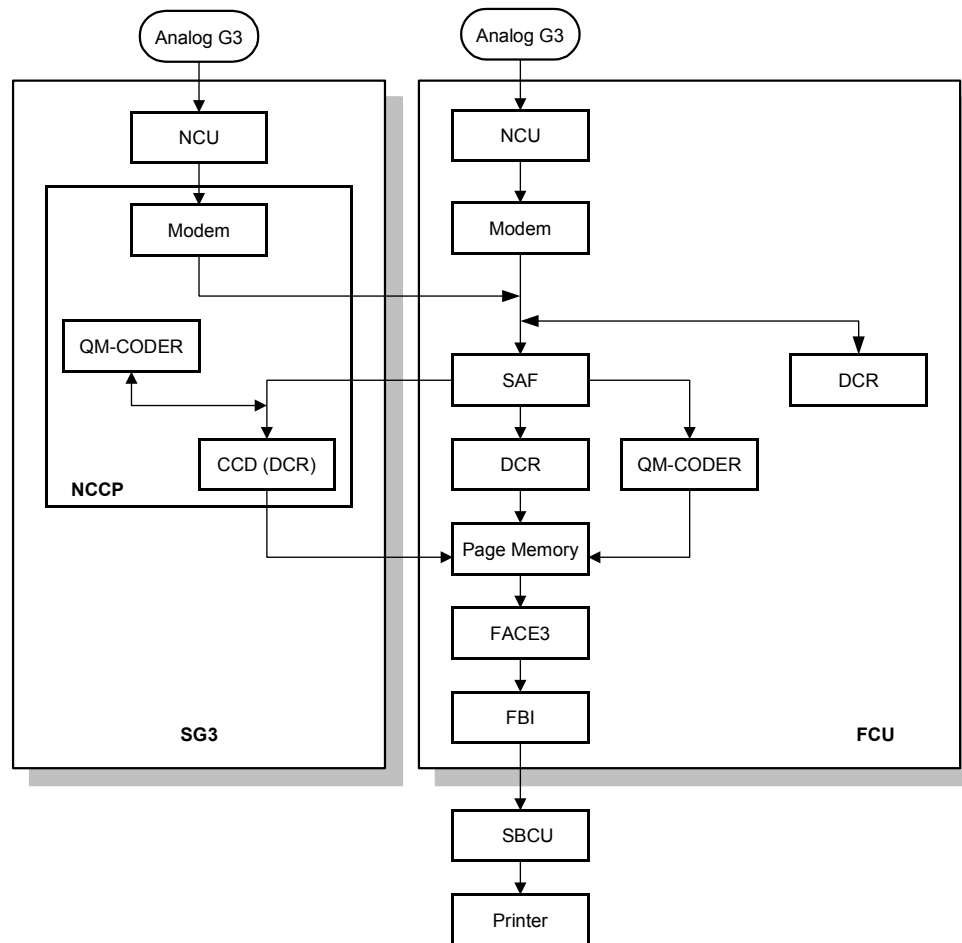 Analog G3
Analog G3
NCU
NCU
Modem
Modem
QM-CODER
SAF
DCR
CCD (DCR)
DCR
QM-CODER
NCCP
Page Memory
FACE3
FBI
SG3
FCU
SBCU
Printer